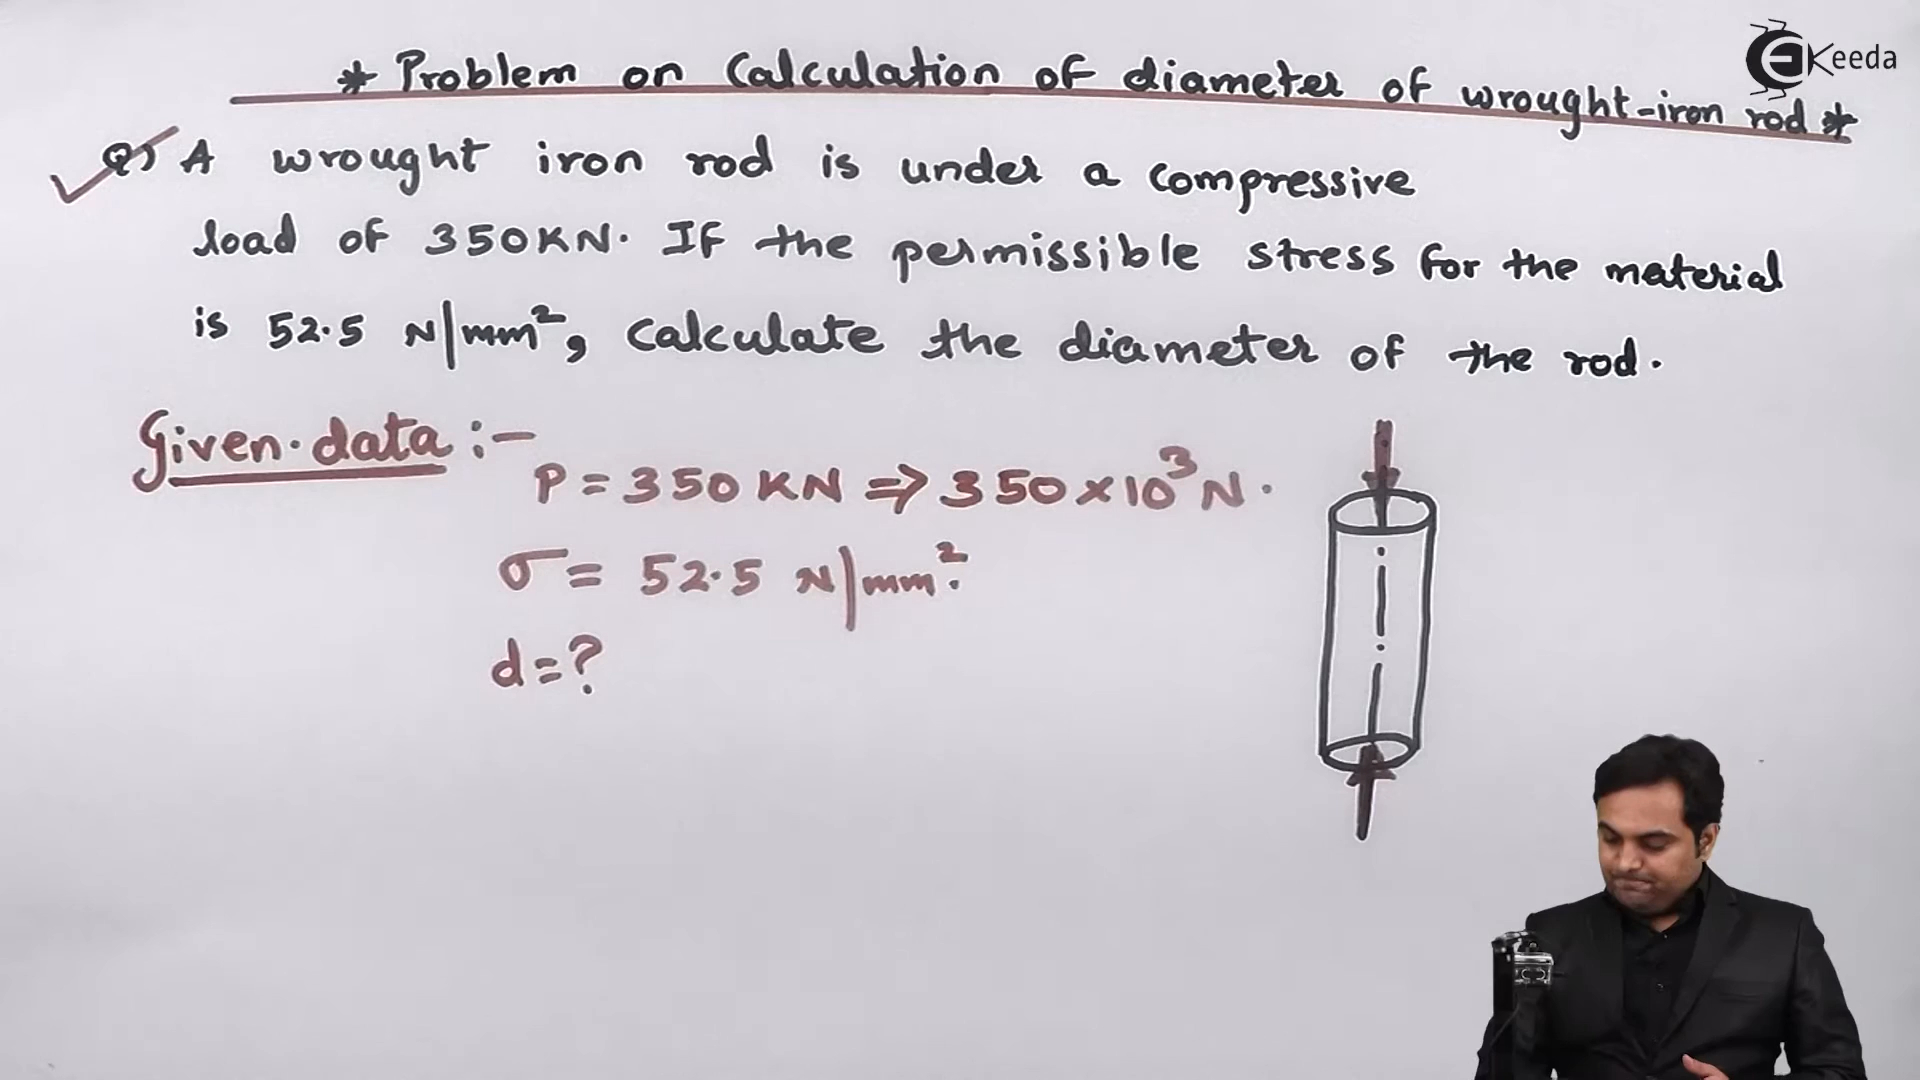 EKeeda
* Problem on Calculation of diameter of wrought-iron rod *
Q) A wrought iron rod is under a compressive
load of 350KN. If the permissible stress for the material
is 52.5 N/mm², calculate the diameter of the rod.
Given data :-
P = 350 KN ⇒ 350 × 10³ N.
σ = 52.5 N/mm².
d = ?